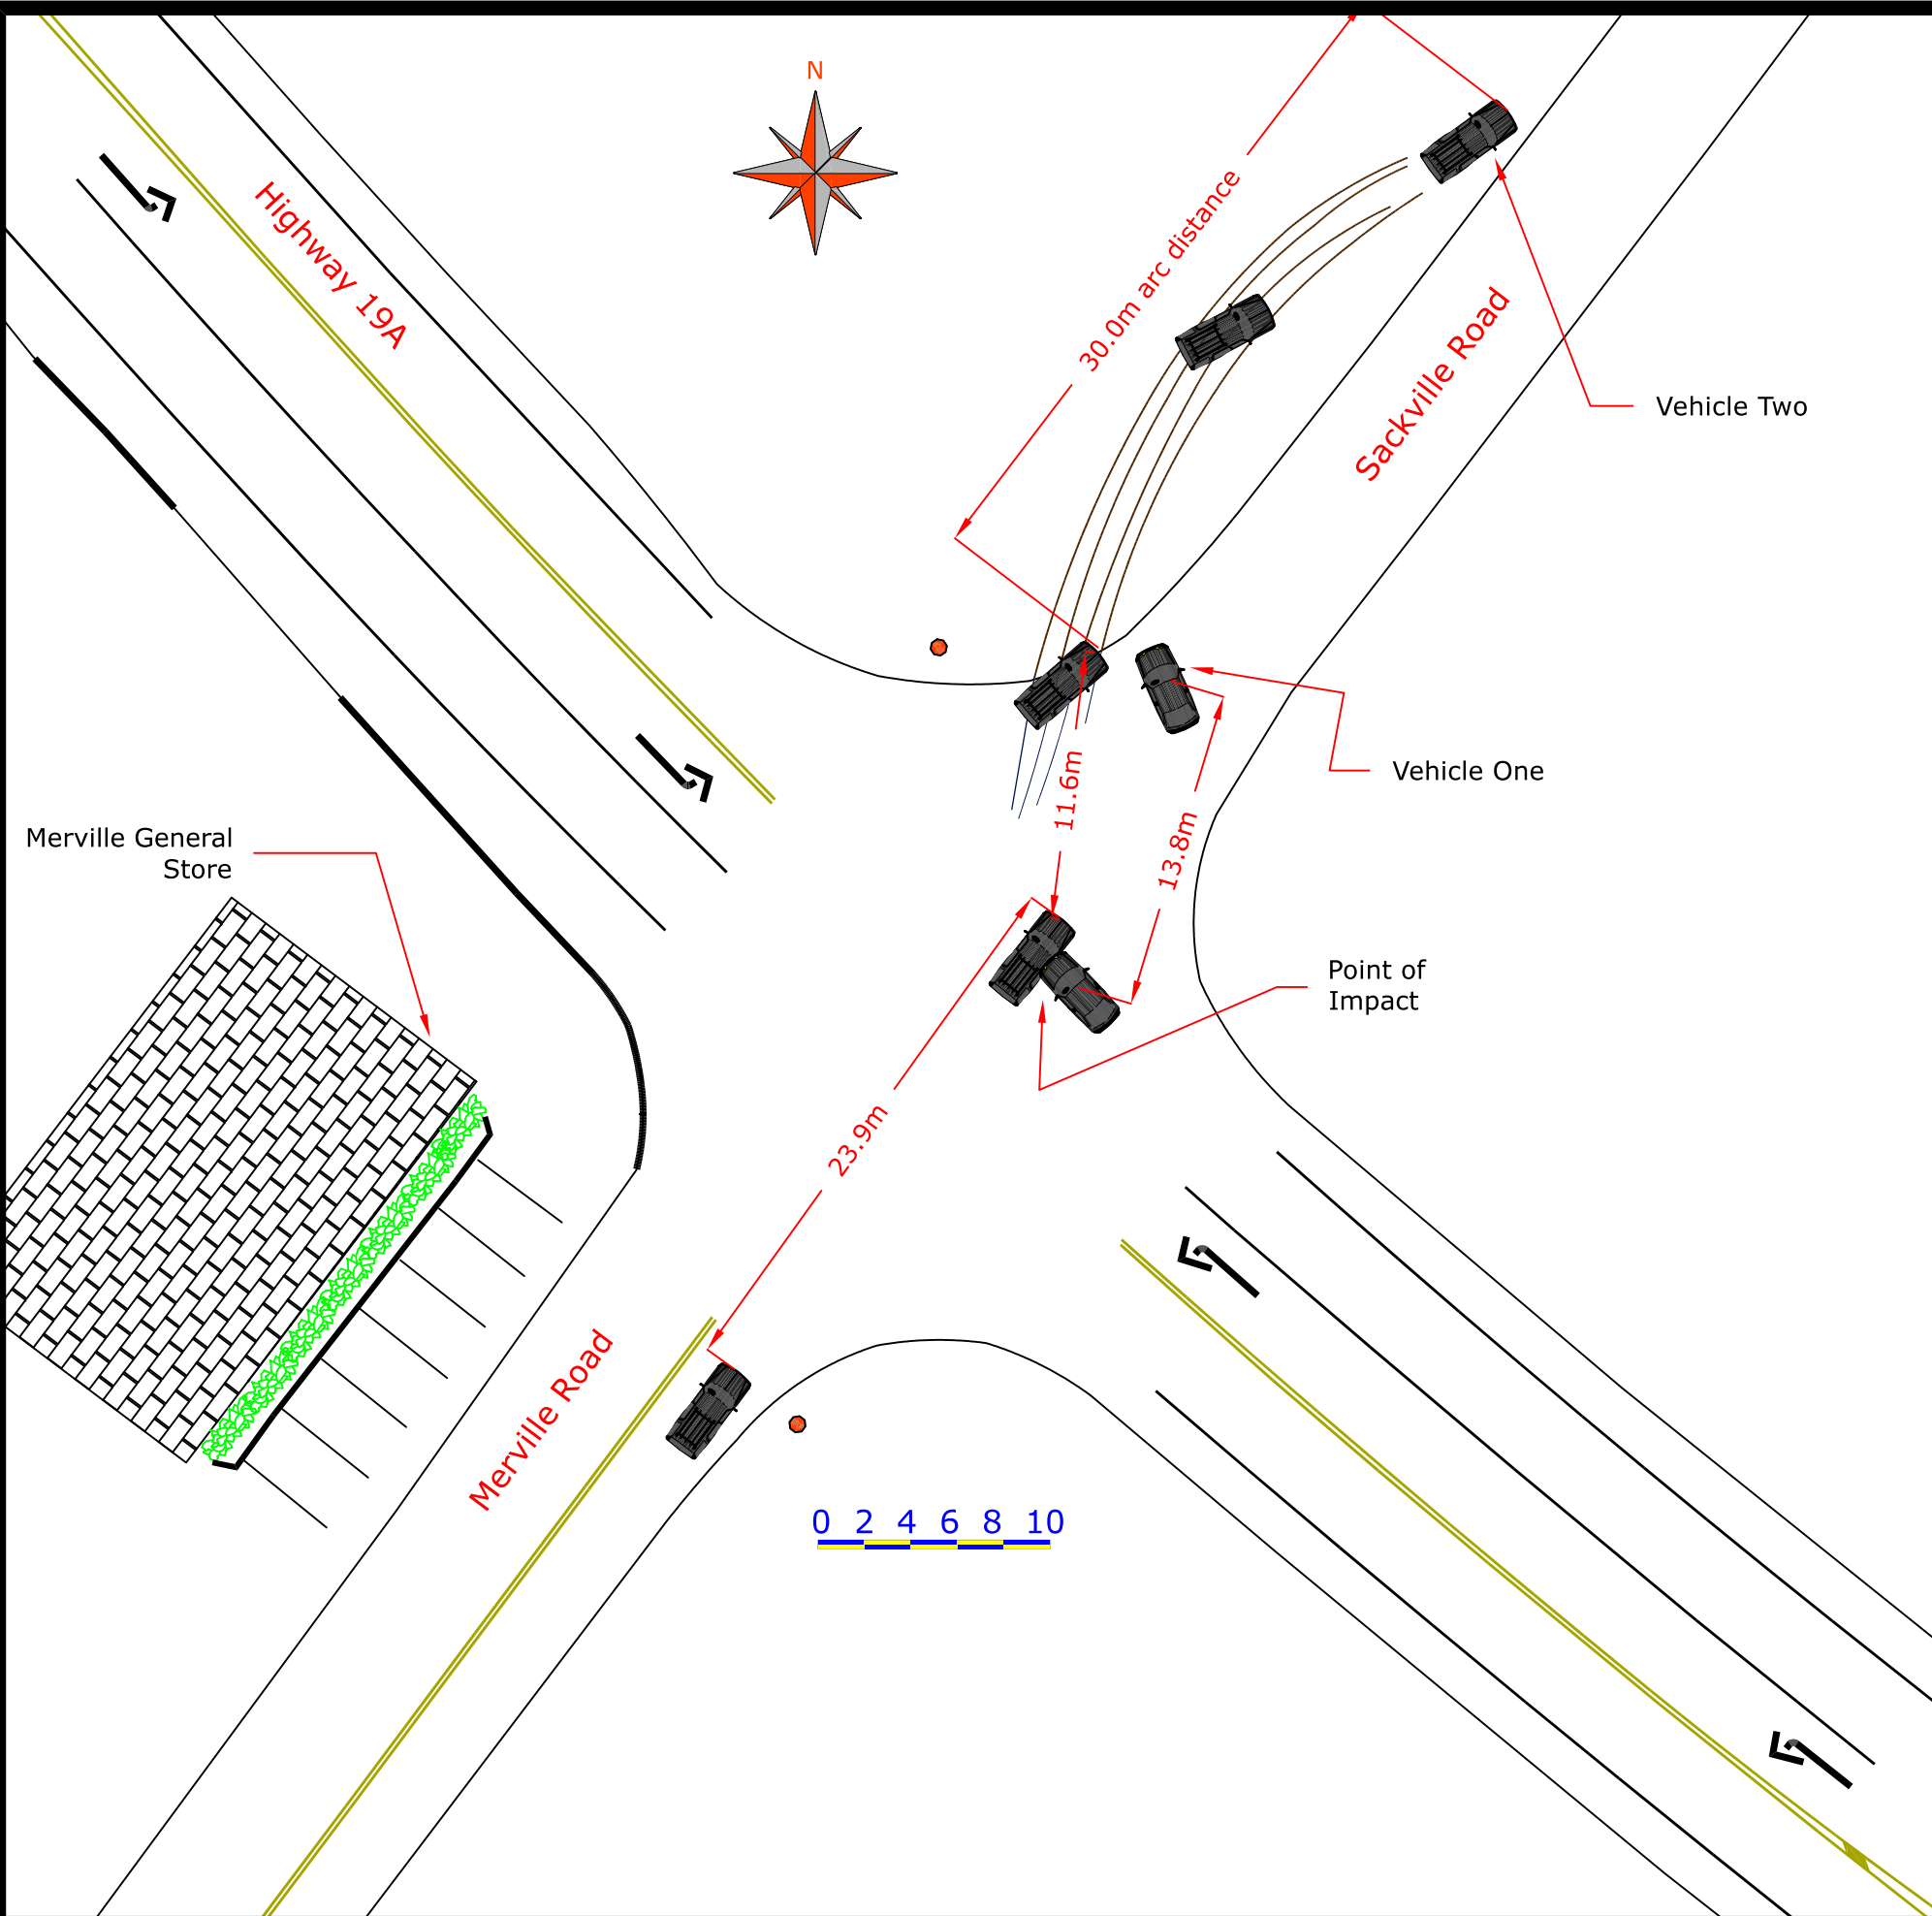 N
Highway 19A
30.0m arc distance
Sackville Road
Vehicle Two
11.6m
Vehicle One
13.8m
Merville General
Store
Point of
Impact
23.9m
Merville Road
0 2 4 6 8 10